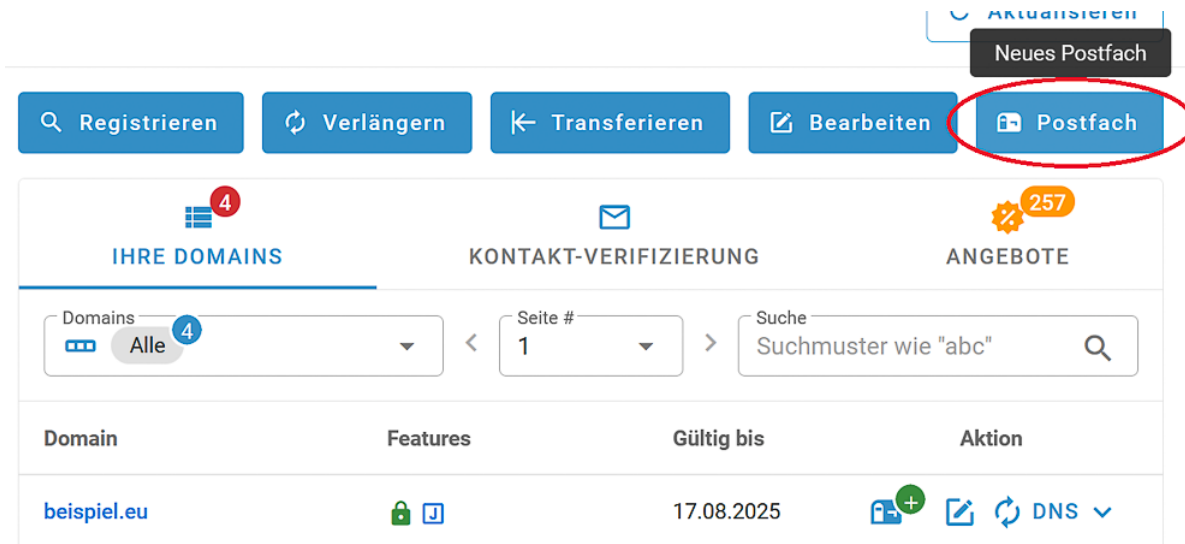 Aktualisieren
Neues Postfach
Registrieren
Verlängern
Transferieren
Bearbeiten
Postfach
4
257
IHRE DOMAINS
KONTAKT-VERIFIZIERUNG
ANGEBOTE
Domains
Alle
4
Seite #
1
Suche
Suchmuster wie "abc"
Domain
Features
Gültig bis
Aktion
beispiel.eu
J
17.08.2025
DNS